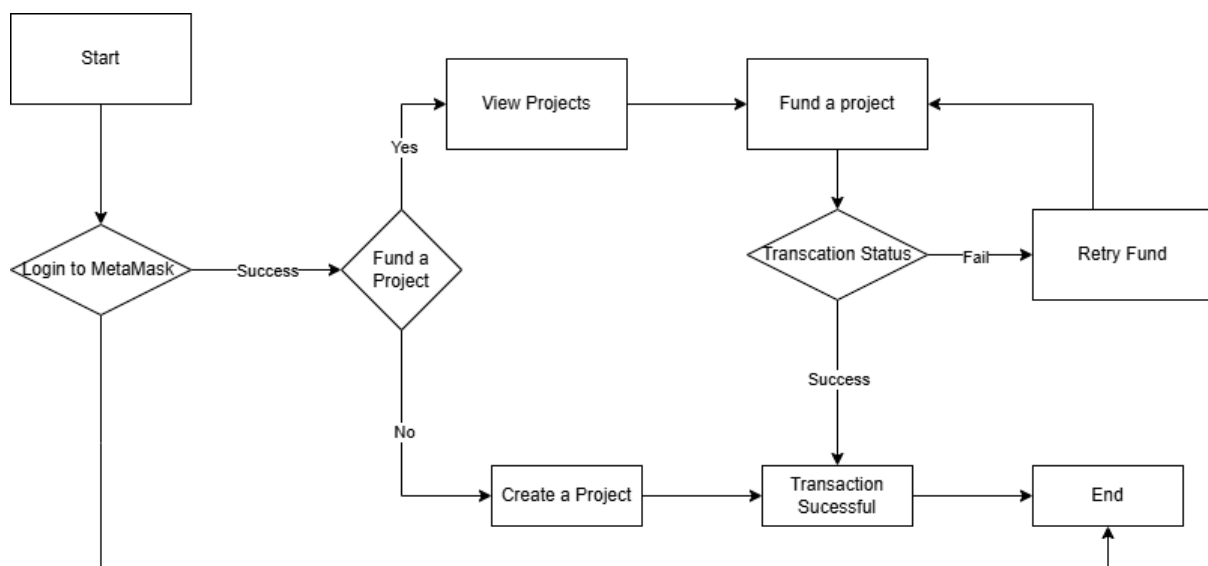 Start
View Projects
Fund a project
Yes
Login to MetaMask
Success
Fund a
Project
Transcation Status
Fail
Retry Fund
Success
No
Create a Project
Transaction
Sucessful
End